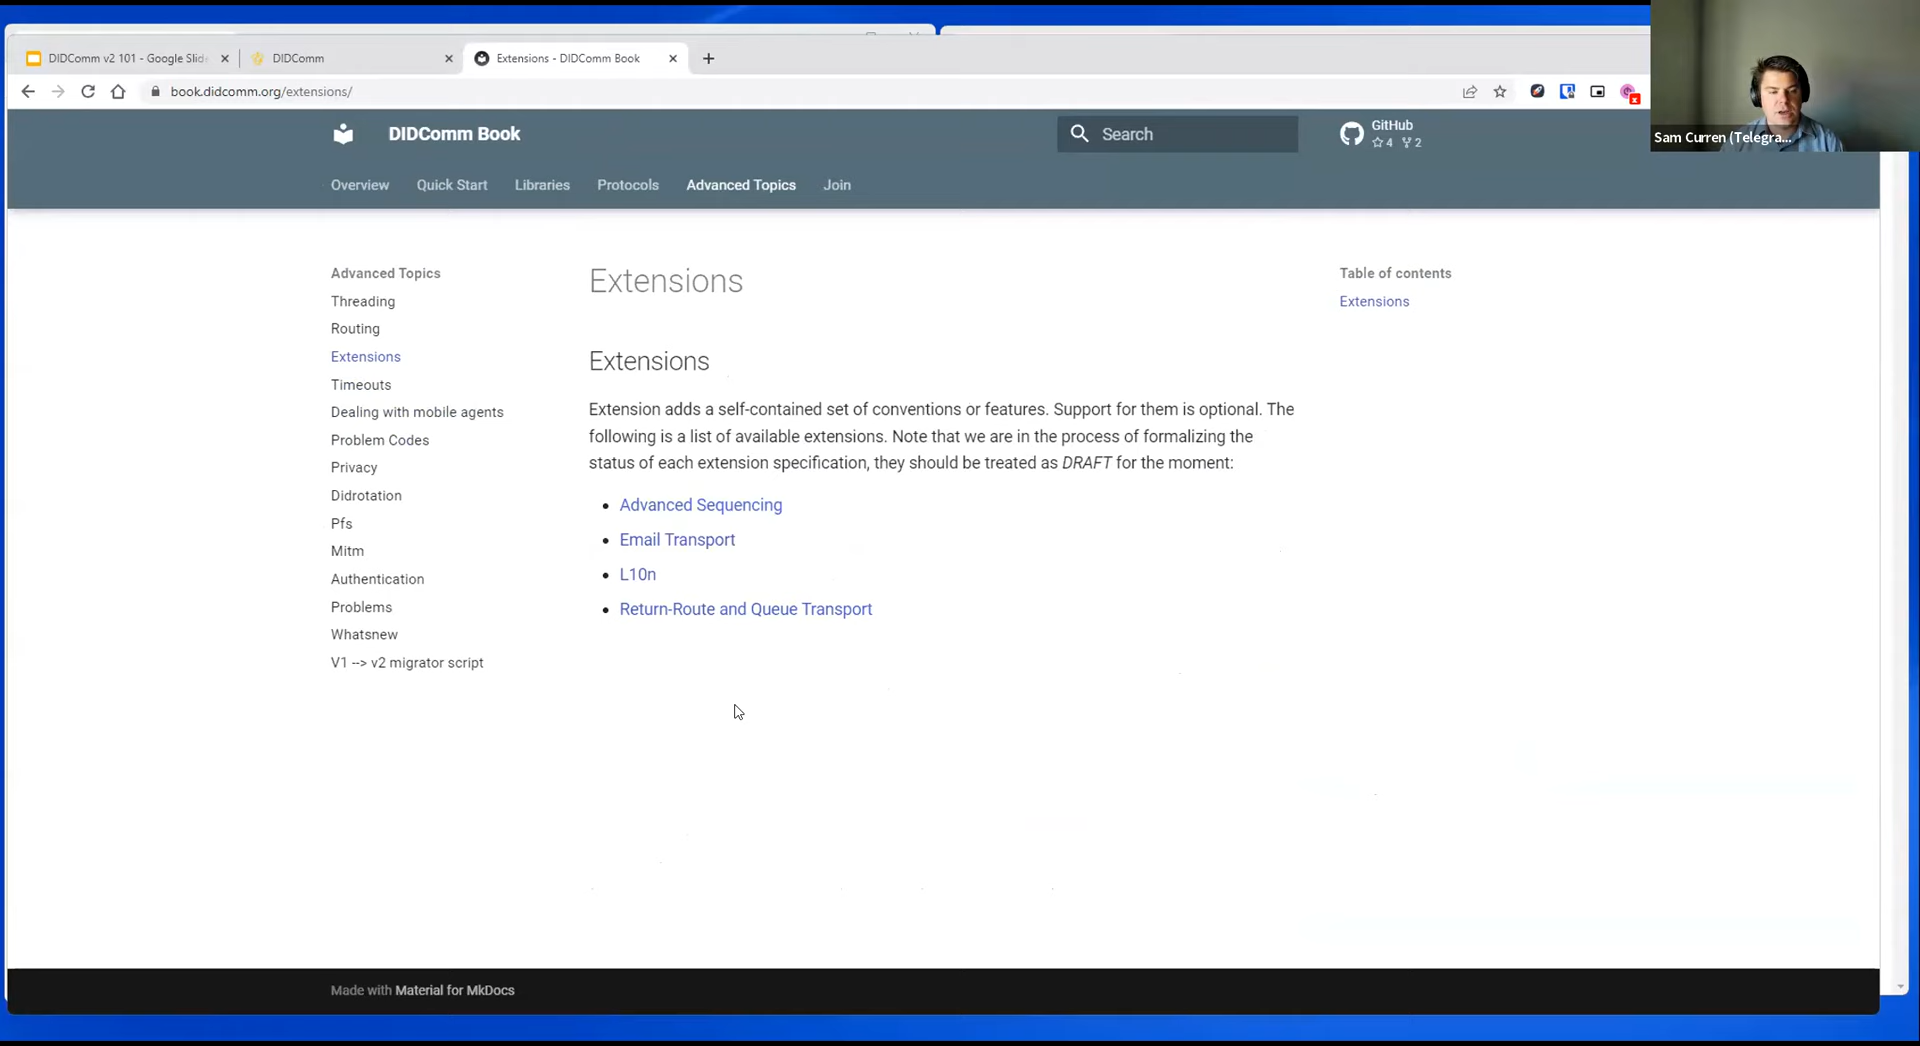 DIDComm v2 101 - Google Slide
DIDComm
Extensions - DIDComm Book
book.didcomm.org/extensions/
Sam Curren (Telegra...
DIDComm Book
Search
GitHub
4 2
Overview
Quick Start
Libraries
Protocols
Advanced Topics
Join
Advanced Topics
Threading
Routing
Extensions
Timeouts
Dealing with mobile agents
Problem Codes
Privacy
Didrotation
Pfs
Mitm
Authentication
Problems
Whatsnew
V1 --> v2 migrator script
Extensions
Extensions
Extension adds a self-contained set of conventions or features. Support for them is optional. The
following is a list of available extensions. Note that we are in the process of formalizing the
status of each extension specification, they should be treated as DRAFT for the moment:
Advanced Sequencing
Email Transport
L10n
Return-Route and Queue Transport
Table of contents
Extensions
Made with Material for MkDocs